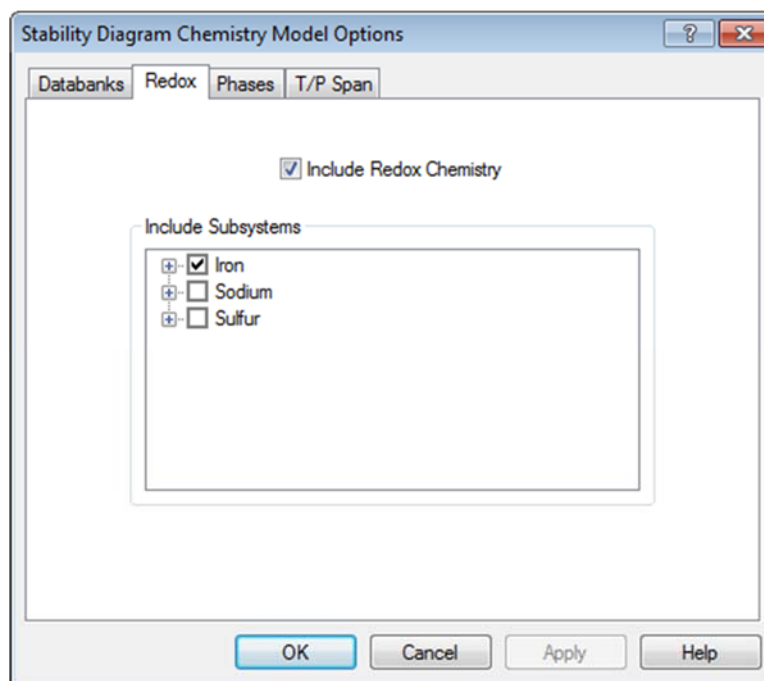 Stability Diagram Chemistry Model Options
Databanks Redox Phases T/P Span
Include Redox Chemistry
Include Subsystems
Iron
Sodium
Sulfur
OK Cancel Apply Help